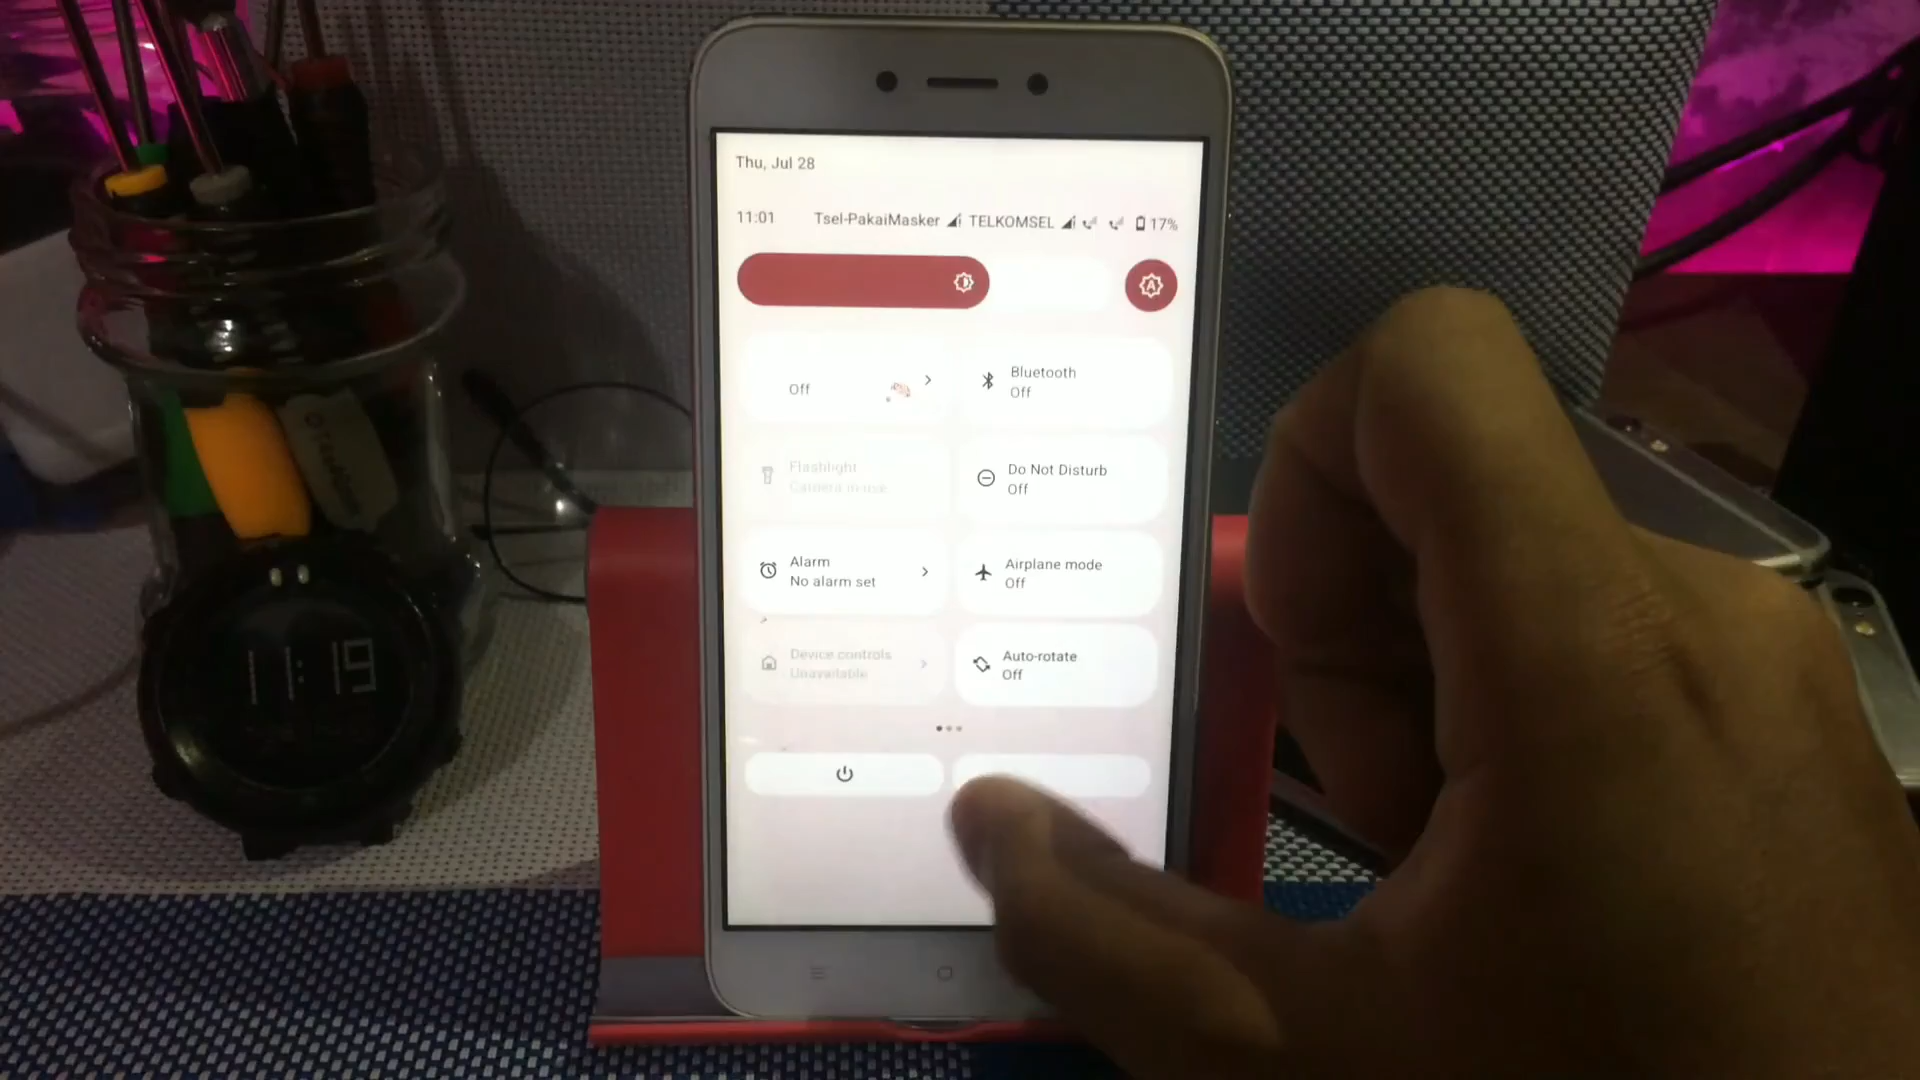 Thu, Jul 28
11:01 Tsel-PakaiMasker TELKOMSEL 17%
A
Off
Bluetooth
Off
Flashlight
Camera in use
Do Not Disturb
Off
Alarm
No alarm set
Airplane mode
Off
Device controls
Unavailable
Auto-rotate
Off
11:19